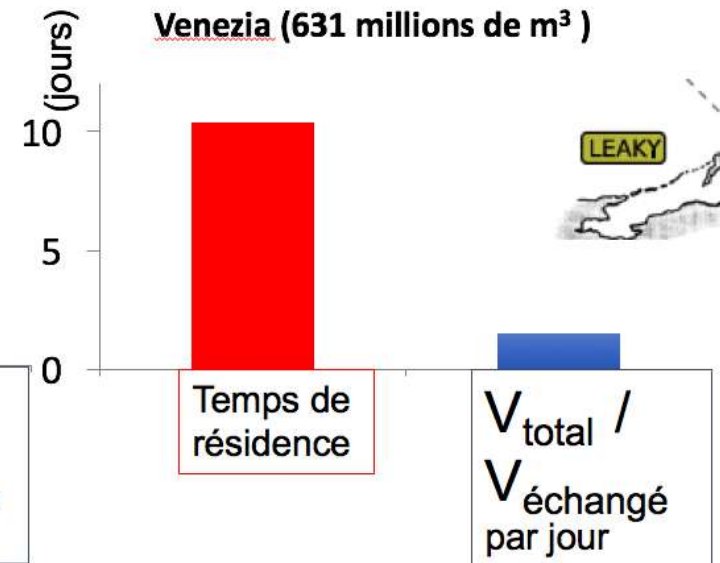 Venezia (631 millions de m³ )
(jours)
10
5
0
LEAKY
Temps de
résidence
V total /
V échangé
par jour